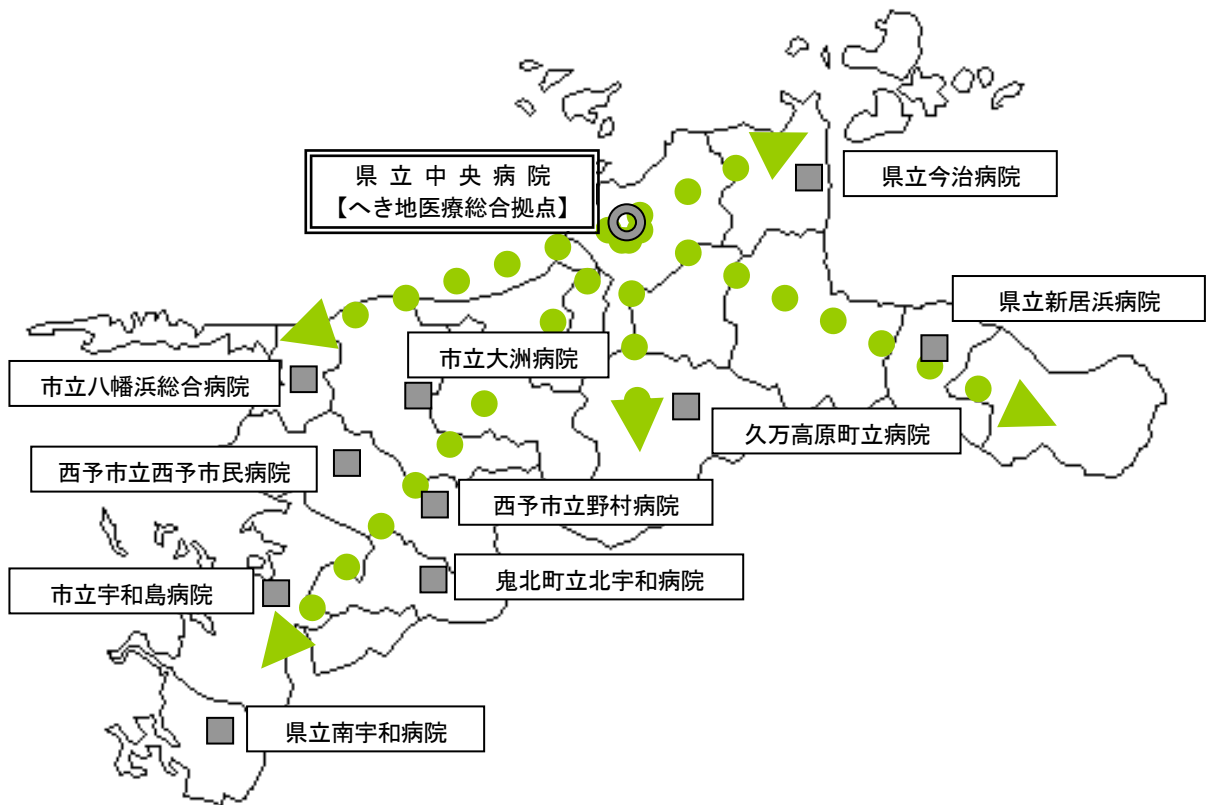 県立中央病院
【へき地医療総合拠点】
県立今治病院
県立新居浜病院
市立大洲病院
市立八幡浜総合病院
久万高原町立病院
西予市立西予市民病院
西予市立野村病院
鬼北町立北宇和病院
市立宇和島病院
県立南宇和病院